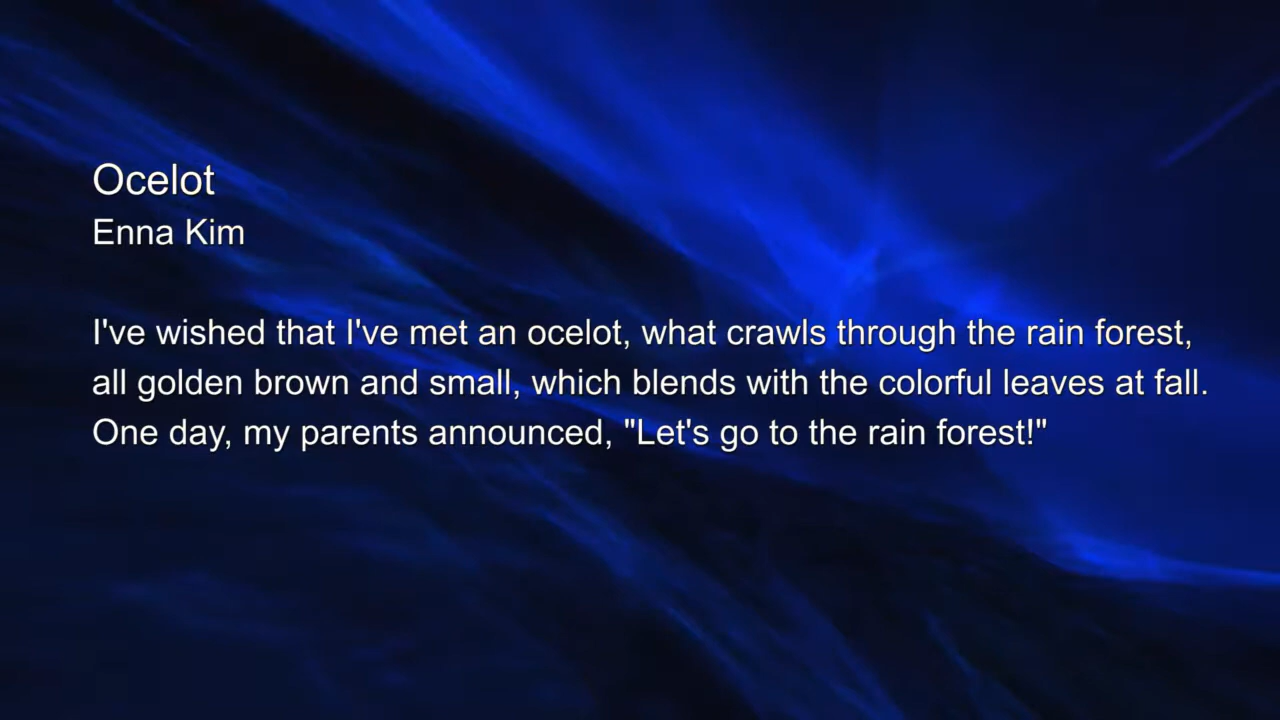 Ocelot
Enna Kim
I've wished that I've met an ocelot, what crawls through the rain forest,
all golden brown and small, which blends with the colorful leaves at fall.
One day, my parents announced, "Let's go to the rain forest!"